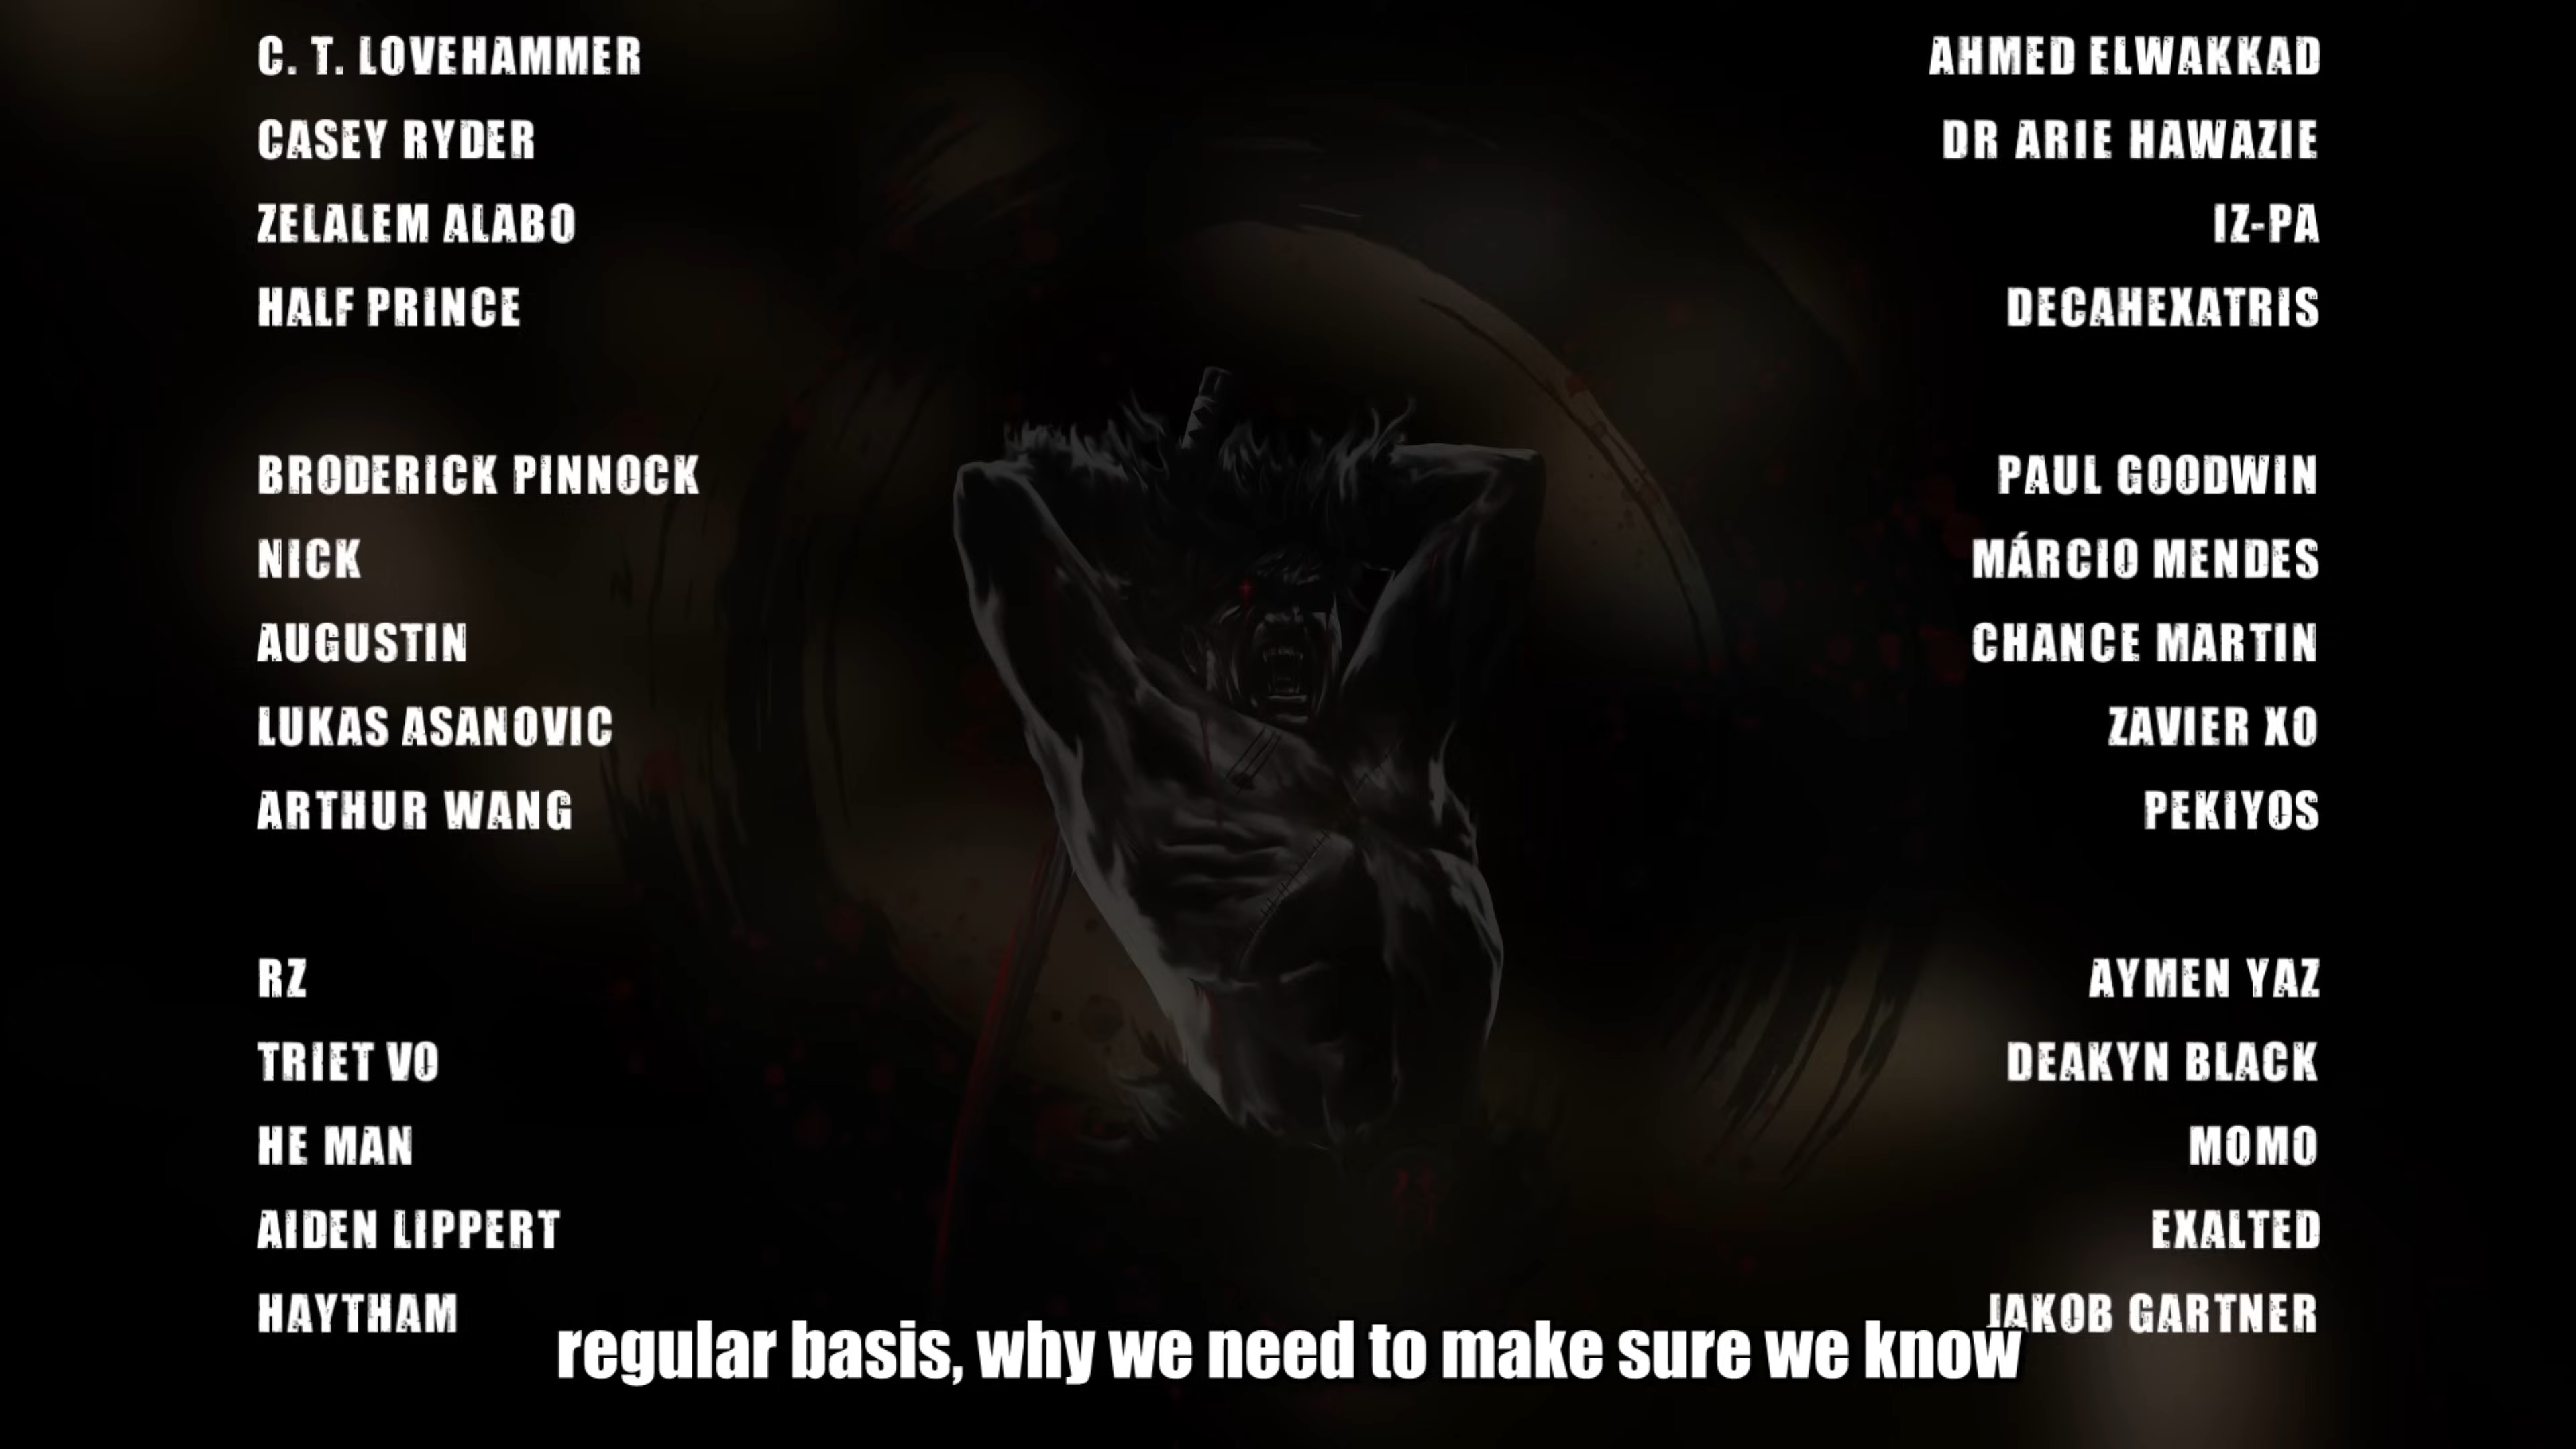 C. T. LOVEHAMMER
CASEY RYDER
ZELALEM ALABO
HALF PRINCE
BRODERICK PINNOCK
NICK
AUGUSTIN
LUKAS ASANOVIC
ARTHUR WANG
RZ
TRIET VO
HE MAN
AIDEN LIPPERT
HAYTHAM
AHMED ELWAKKAD
DR ARIE HAWAZIE
IZ-PA
DECAHEXATRIS
PAUL GOODWIN
MÁRCIO MENDES
CHANCE MARTIN
ZAVIER XO
PEKIYOS
AYMEN YAZ
DEAKYN BLACK
MOMO
EXALTED
JAKOB GARTNER
regular basis, why we need to make sure we know